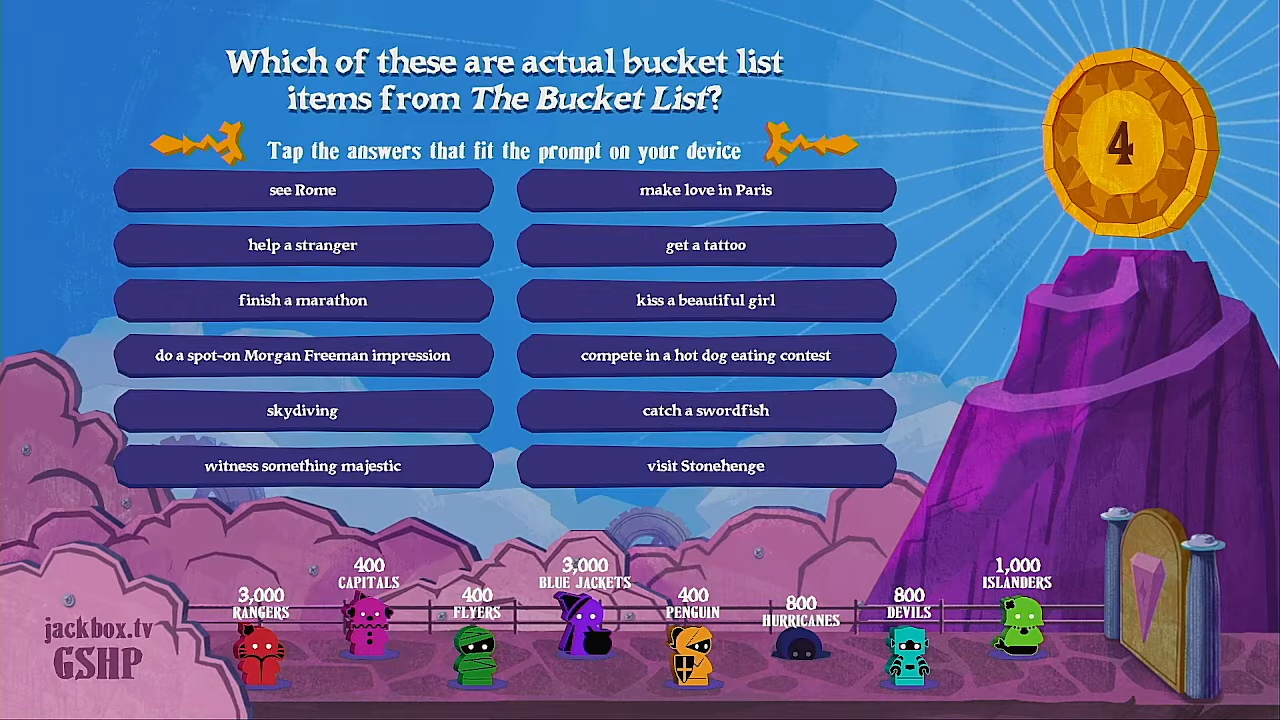 Which of these are actual bucket list
items from The Bucket List?
Tap the answers that fit the prompt on your device
4
see Rome
make love in Paris
help a stranger
get a tattoo
finish a marathon
kiss a beautiful girl
do a spot-on Morgan Freeman impression
compete in a hot dog eating contest
skydiving
catch a swordfish
witness something majestic
visit Stonehenge
3,000
RANGERS
400
CAPITALS
400
FLYERS
3,000
BLUE JACKETS
400
PENGUIN
800
HURRICANES
800
DEVILS
1,000
ISLANDERS
jackbox.tv
GSHP